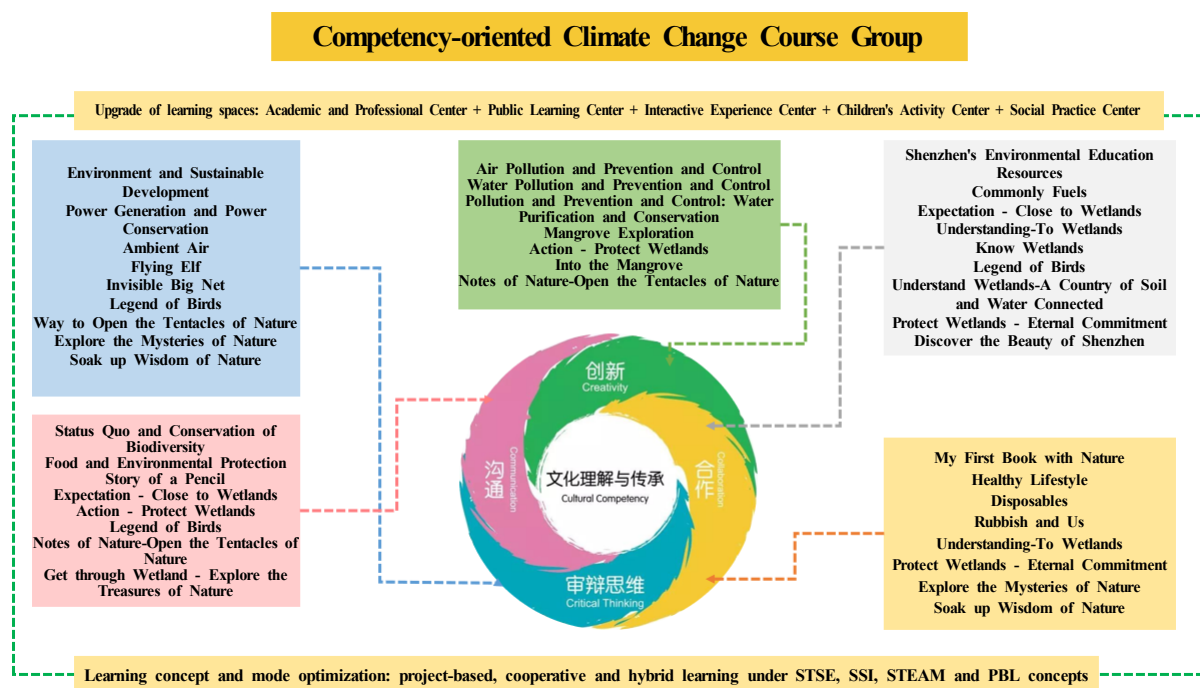 Competency-oriented Climate Change Course Group
Upgrade of learning spaces: Academic and Professional Center + Public Learning Center + Interactive Experience Center + Children's Activity Center + Social Practice Center
Environment and Sustainable
Development
Power Generation and Power
Conservation
Ambient Air
Flying Elf
Invisible Big Net
Legend of Birds
Way to Open the Tentacles of Nature
Explore the Mysteries of Nature
Soak up Wisdom of Nature
Air Pollution and Prevention and Control
Water Pollution and Prevention and Control
Pollution and Prevention and Control: Water
Purification and Conservation
Mangrove Exploration
Action - Protect Wetlands
Into the Mangrove
Notes of Nature-Open the Tentacles of Nature
Shenzhen's Environmental Education
Resources
Commonly Fuels
Expectation - Close to Wetlands
Understanding-To Wetlands
Know Wetlands
Legend of Birds
Understand Wetlands-A Country of Soil
and Water Connected
Protect Wetlands - Eternal Commitment
Discover the Beauty of Shenzhen
Status Quo and Conservation of
Biodiversity
Food and Environmental Protection
Story of a Pencil
Expectation - Close to Wetlands
Action - Protect Wetlands
Legend of Birds
Notes of Nature-Open the Tentacles of
Nature
Get through Wetland - Explore the
Treasures of Nature
创新
Creativity
沟通
Communication
文化理解与传承
Cultural Competency
合作
Collaboration
审辩思维
Critical Thinking
My First Book with Nature
Healthy Lifestyle
Disposables
Rubbish and Us
Understanding-To Wetlands
Protect Wetlands - Eternal Commitment
Explore the Mysteries of Nature
Soak up Wisdom of Nature
Learning concept and mode optimization: project-based, cooperative and hybrid learning under STSE, SSI, STEAM and PBL concepts